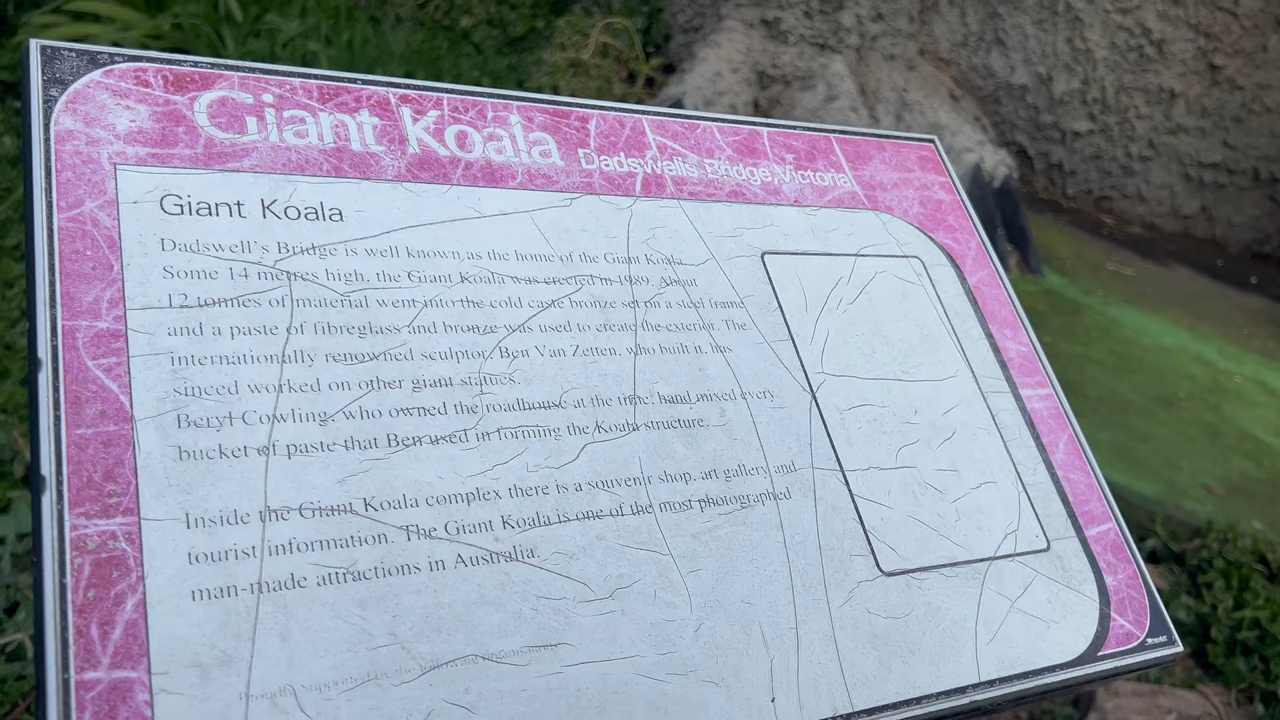 Giant Koala Dadswells Bridge, Victoria
Giant Koala
Dadswell's Bridge is well known as the home of the Giant Koala.
Some 14 metres high, the Giant Koala was erected in 1989. About
12 tonnes of material went into the cold caste bronze set on a steel frame
and a paste of fibreglass and bronze was used to create the exterior. The
internationally renowned sculptor, Ben Van Zetten, who built it, has
sinced worked on other giant statues.
Beryl Cowling, who owned the roadhouse at the time, hand mixed every
bucket of paste that Ben used in forming the Koala structure.
Inside the Giant Koala complex there is a souvenir shop, art gallery and
tourist information. The Giant Koala is one of the most photographed
man-made attractions in Australia.
Proudly supported by the following organisations